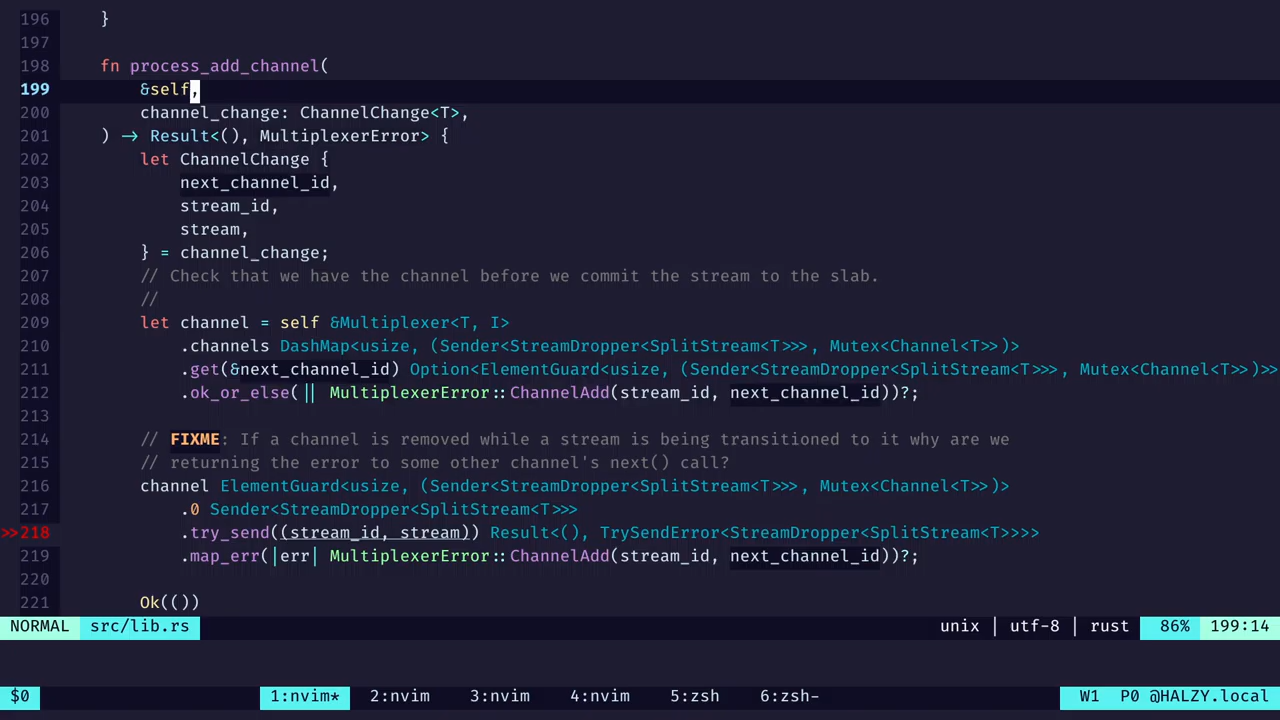 196     }
197
198     fn process_add_channel(
199         &self,
200         channel_change: ChannelChange<T>,
201     ) -> Result<(), MultiplexerError> {
202         let ChannelChange {
203             next_channel_id,
204             stream_id,
205             stream,
206         } = channel_change;
207         // Check that we have the channel before we commit the stream to the slab.
208         //
209         let channel = self &Multiplexer<T, I>
210             .channels DashMap<usize, (Sender<StreamDropper<SplitStream<T>>>, Mutex<Channel<T>>)>
211             .get(&next_channel_id) Option<ElementGuard<usize, (Sender<StreamDropper<SplitStream<T>>>, Mutex<Channel<T>>)>>
212             .ok_or_else(|| MultiplexerError::ChannelAdd(stream_id, next_channel_id))?;
213
214         // FIXME: If a channel is removed while a stream is being transitioned to it why are we
215         // returning the error to some other channel's next() call?
216         channel ElementGuard<usize, (Sender<StreamDropper<SplitStream<T>>>, Mutex<Channel<T>>)>
217             .0 Sender<StreamDropper<SplitStream<T>>>
>>218             .try_send((stream_id, stream)) Result<(), TrySendError<StreamDropper<SplitStream<T>>>>
219             .map_err(|err| MultiplexerError::ChannelAdd(stream_id, next_channel_id))?;
220
221         Ok(())
NORMAL src/lib.rs unix | utf-8 | rust 86% 199:14
$0 1:nvim* 2:nvim 3:nvim 4:nvim 5:zsh 6:zsh- W1 P0 @HALZY.local